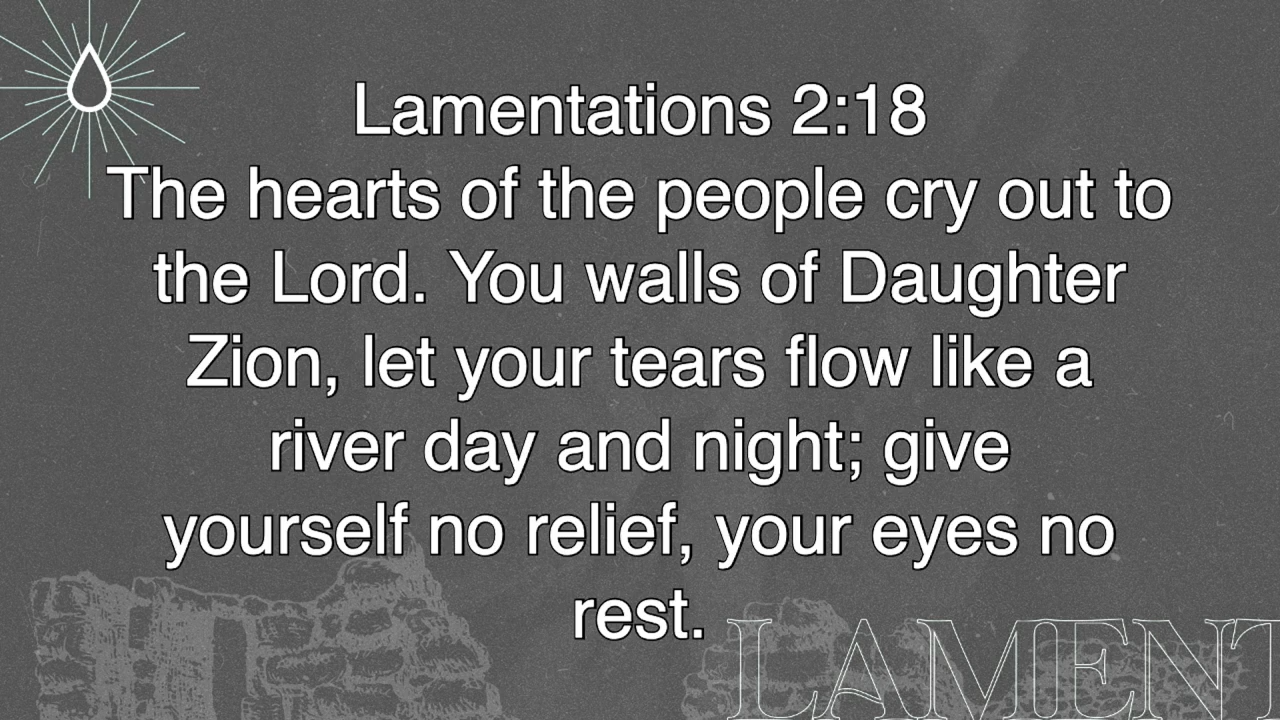 Lamentations 2:18
The hearts of the people cry out to
the Lord. You walls of Daughter
Zion, let your tears flow like a
river day and night; give
yourself no relief, your eyes no
rest.
LAMENT